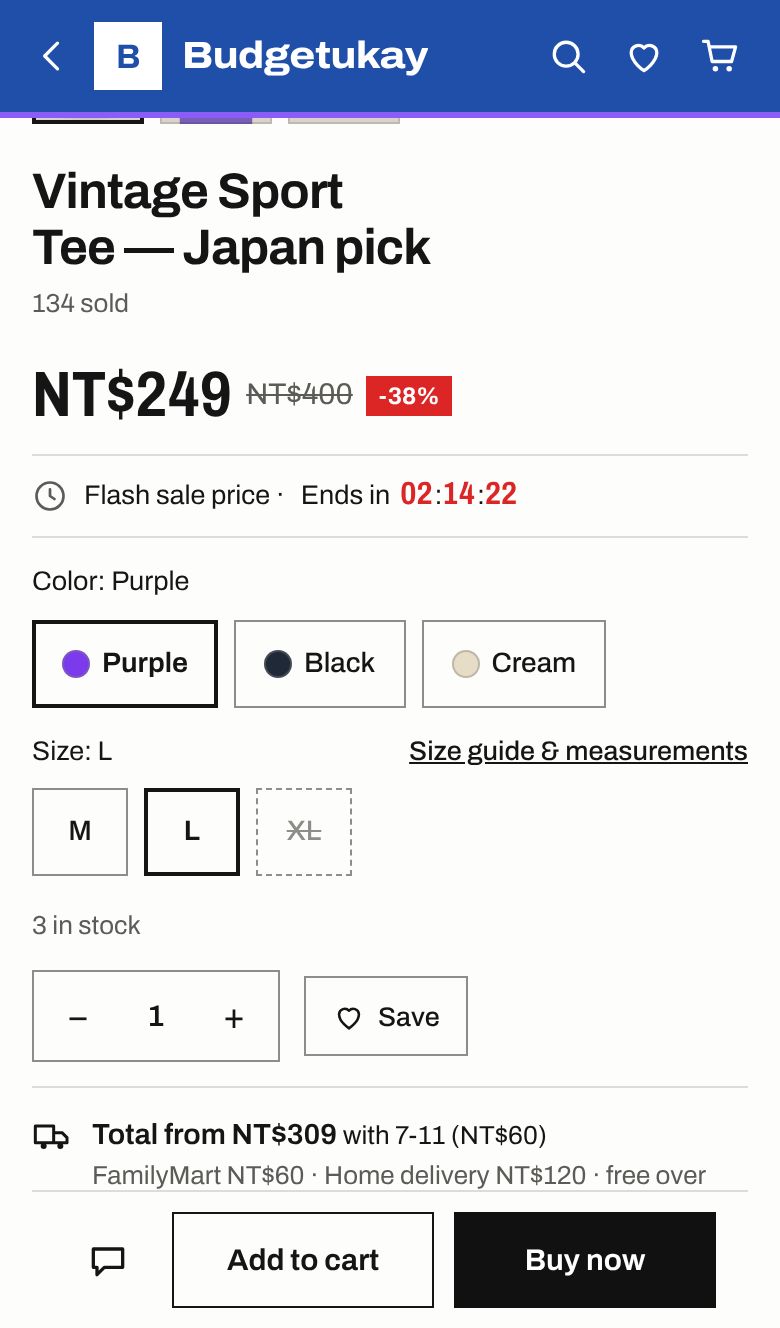 B Budgetukay
Vintage Sport
Tee — Japan pick
134 sold
NT$249 NT$400 -38%
Flash sale price · Ends in 02:14:22
Color: Purple
Purple Black Cream
Size: L Size guide & measurements
M L XL
3 in stock
− 1 + Save
Total from NT$309 with 7-11 (NT$60)
FamilyMart NT$60 · Home delivery NT$120 · free over
Add to cart Buy now